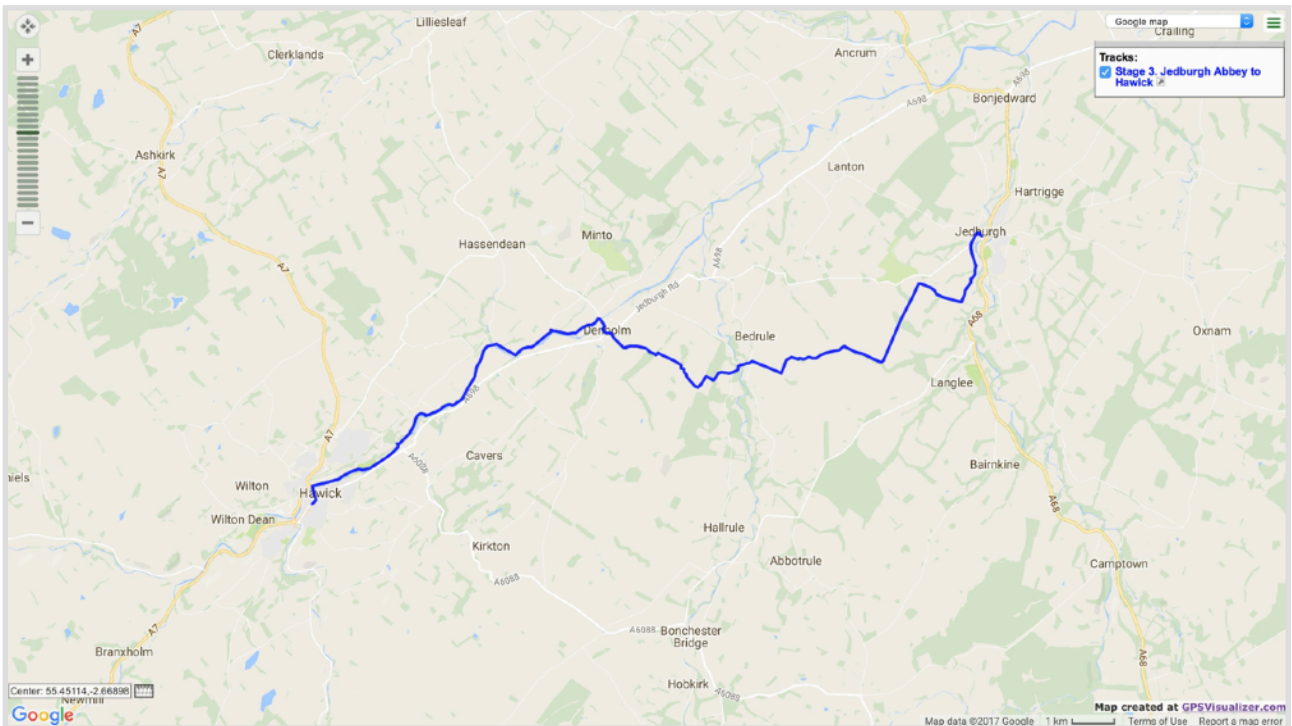 Lilliesleaf
Google map
A7
Clerklands
Ancrum
Crailing
Tracks:
Stage 3. Jedburgh Abbey to
Hawick
A698
A698
Bonjedward
Ashkirk
A7
Lanton
Hartrigge
Minto
Hassendean
Jedburgh
A698
A7
Jedburgh Rd
A68
Denholm
Bedrule
Oxnam
Langlee
A698
A7
Cavers
A6088
Bairnkine
niels
Wilton
Hawick
A68
Wilton Dean
Hallrule
Kirkton
Abbotrule
Camptown
A6088
A7
A6088
Bonchester
Bridge
Branxholm
A68
Hobkirk
Center: 55.45114,-2.66898
A6088
Newmill
Map created at GPSVisualizer.com
Google
Map data ©2017 Google
1 km
Terms of Use
Report a map error